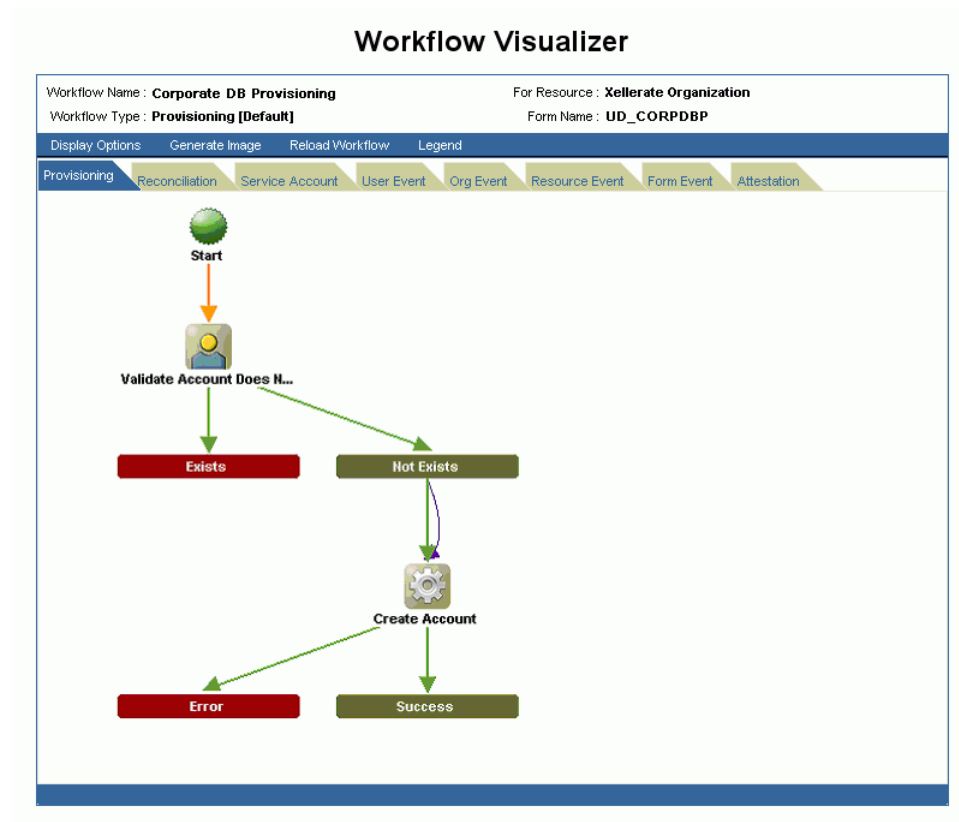 Workflow Visualizer
Workflow Name : Corporate DB Provisioning For Resource : Xellerate Organization
Workflow Type : Provisioning [Default] Form Name : UD_CORPDBP
Display Options Generate Image Reload Workflow Legend
Provisioning Reconciliation Service Account User Event Org Event Resource Event Form Event Attestation
Start
Validate Account Does N...
Exists Not Exists
Create Account
Error Success